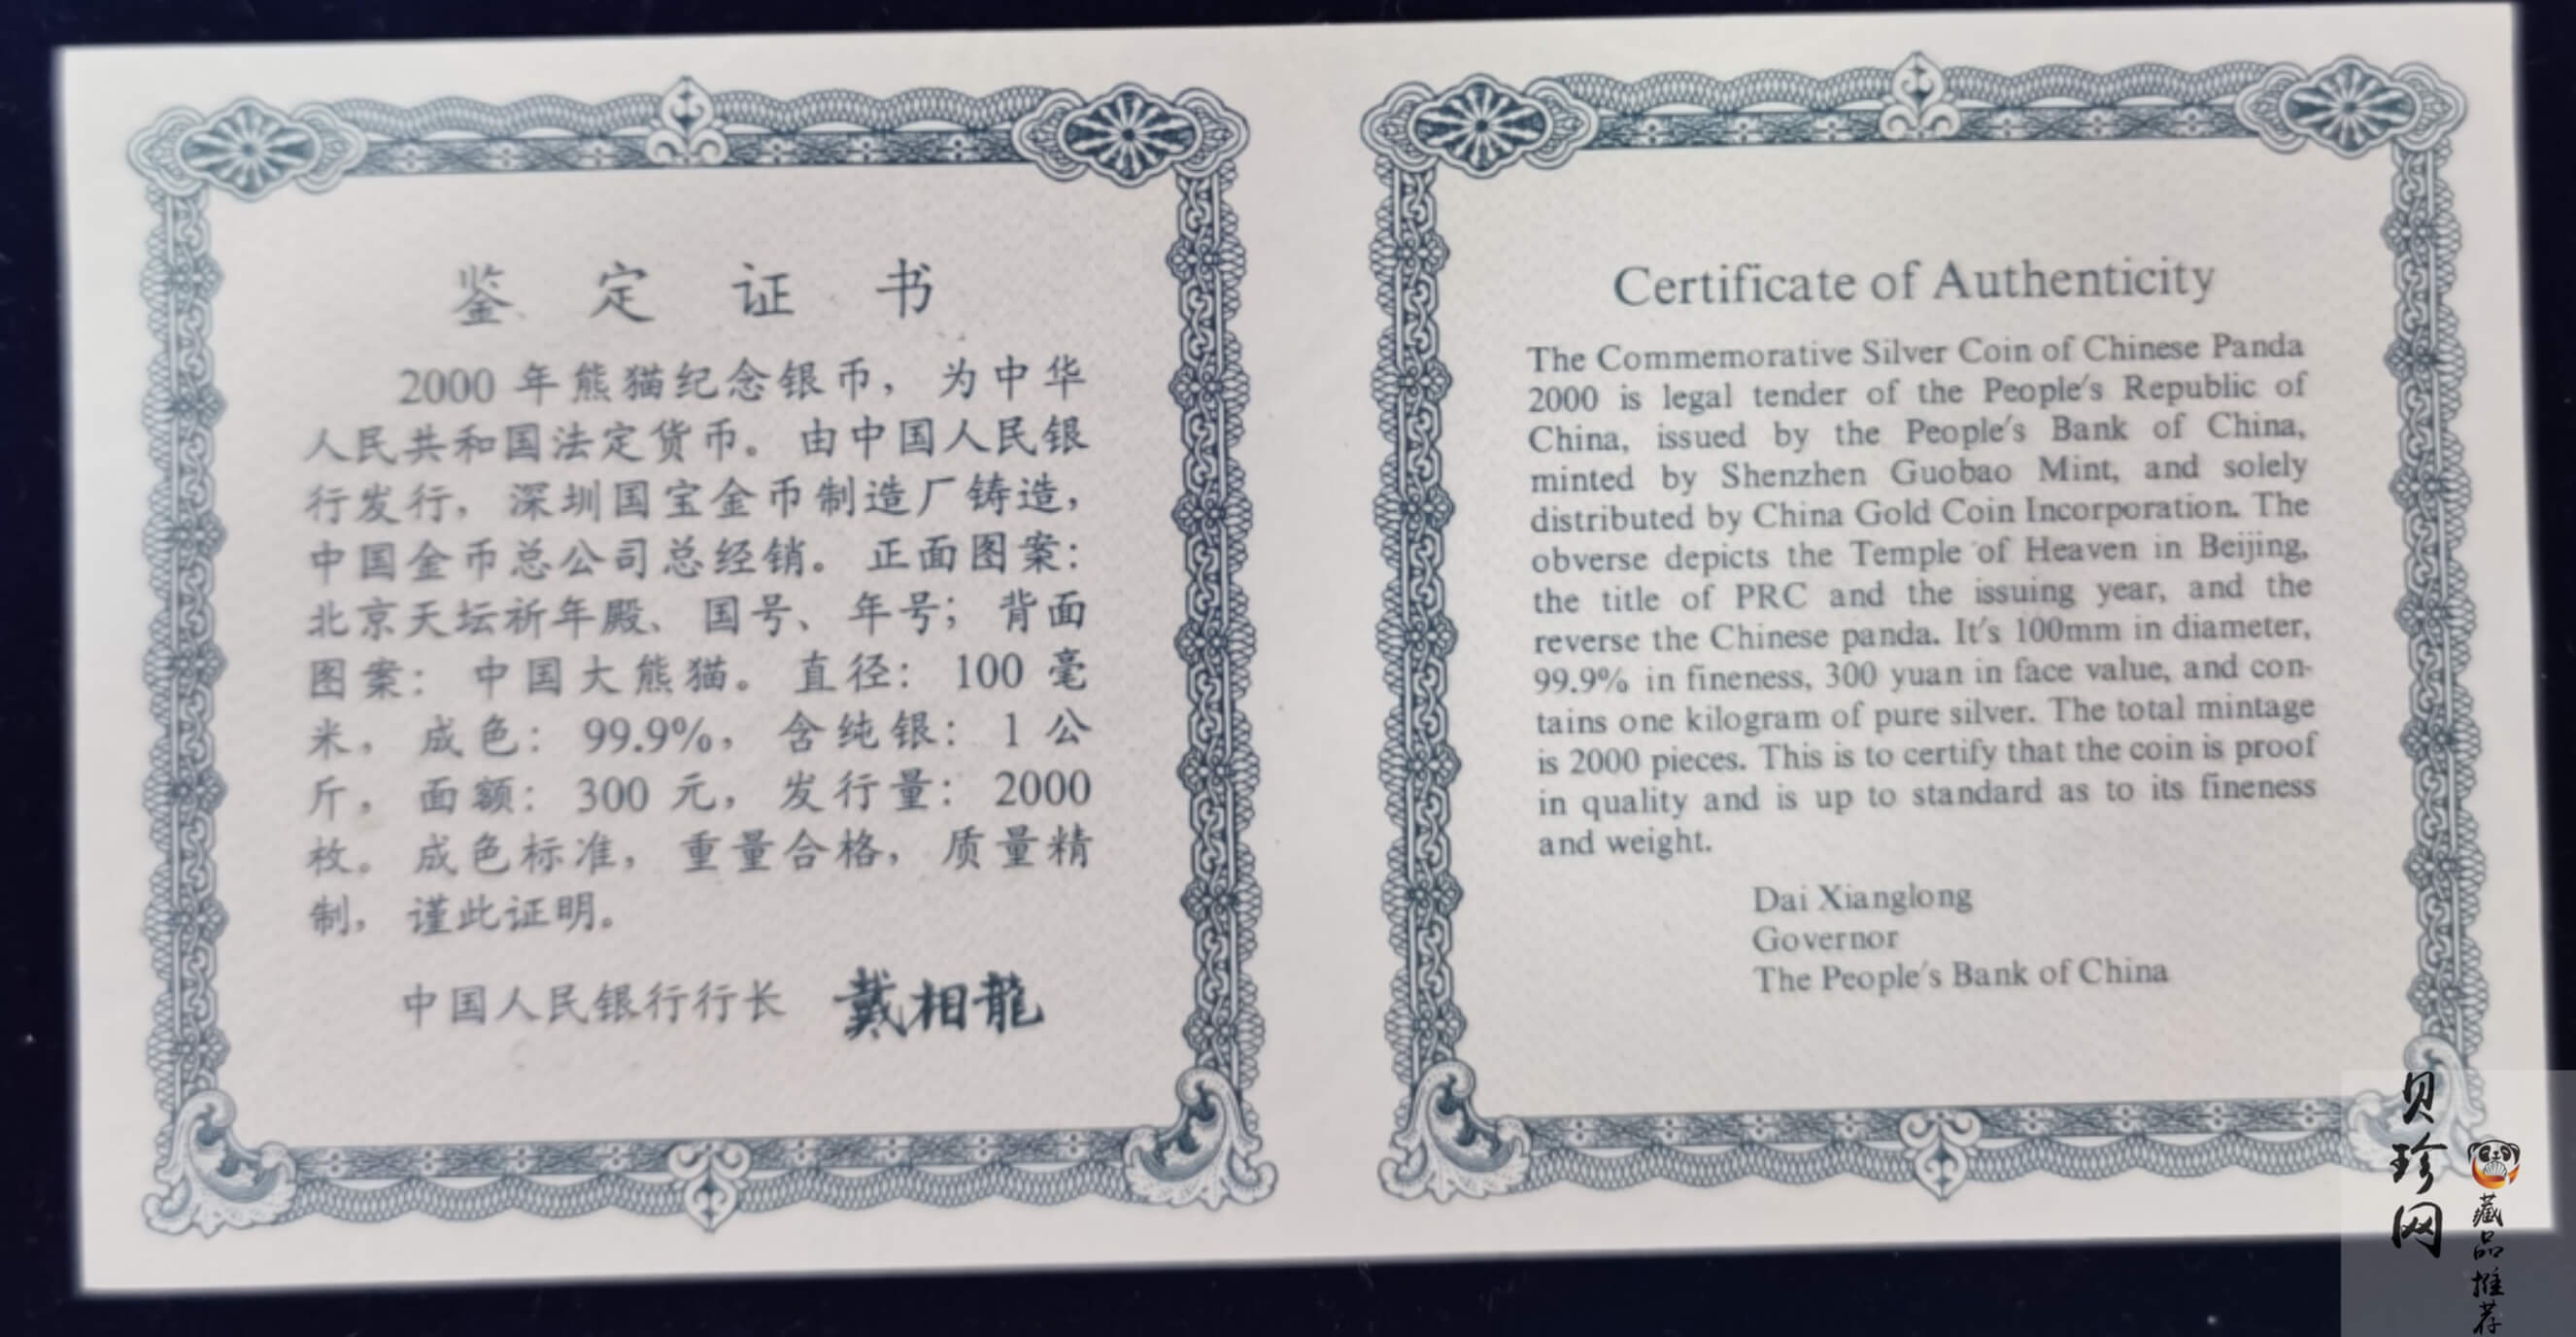 鉴定证书
2000年熊猫纪念银币，为中华
人民共和国法定货币。由中国人民银
行发行，深圳国宝金币制造厂铸造，
中国金币总公司总经销。正面图案：
北京天坛祈年殿、国号、年号；背面
图案：中国大熊猫。直径：100毫
米，成色：99.9%，含纯银：1公
斤，面额：300元，发行量：2000
枚。成色标准，重量合格，质量精
制，谨此证明。
中国人民银行行长 戴相龍
Certificate of Authenticity
The Commemorative Silver Coin of Chinese Panda
2000 is legal tender of the People's Republic of
China, issued by the People's Bank of China,
minted by Shenzhen Guobao Mint, and solely
distributed by China Gold Coin Incorporation. The
obverse depicts the Temple of Heaven in Beijing,
the title of PRC and the issuing year, and the
reverse the Chinese panda. It's 100mm in diameter,
99.9% in fineness, 300 yuan in face value, and con-
tains one kilogram of pure silver. The total mintage
is 2000 pieces. This is to certify that the coin is proof
in quality and is up to standard as to its fineness
and weight.
Dai Xianglong
Governor
The People's Bank of China
贝珍网
藏品推荐